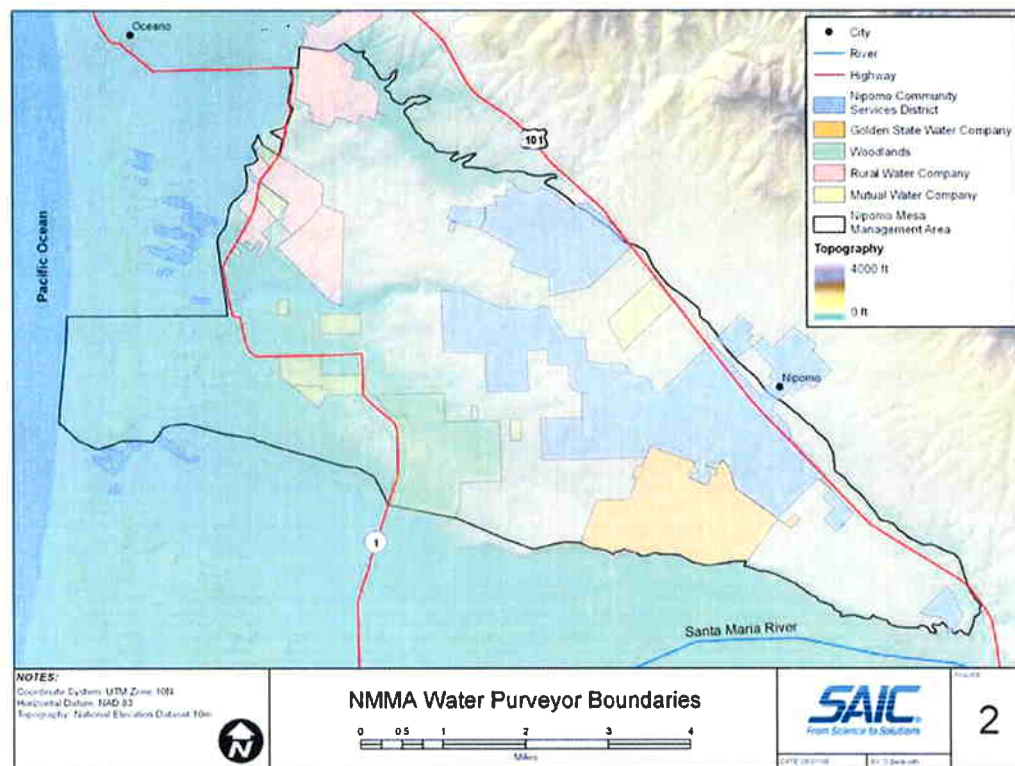 Oceano
Pacific Ocean
101
Nipomo
1
Santa Maria River
City
River
Highway
Nipomo Community
Services District
Golden State Water Company
Woodlands
Rural Water Company
Mutual Water Company
Nipomo Mesa
Management Area
Topography
4000 ft
0 ft
NOTES:
Coordinate System: UTM Zone 10N
Horizontal Datum: NAD 83
Topography: National Elevation Dataset 10m
N
NMMA Water Purveyor Boundaries
0 0.5 1 2 3 4
Miles
SAIC
From Science to Solutions
FIGURE
2
DATE